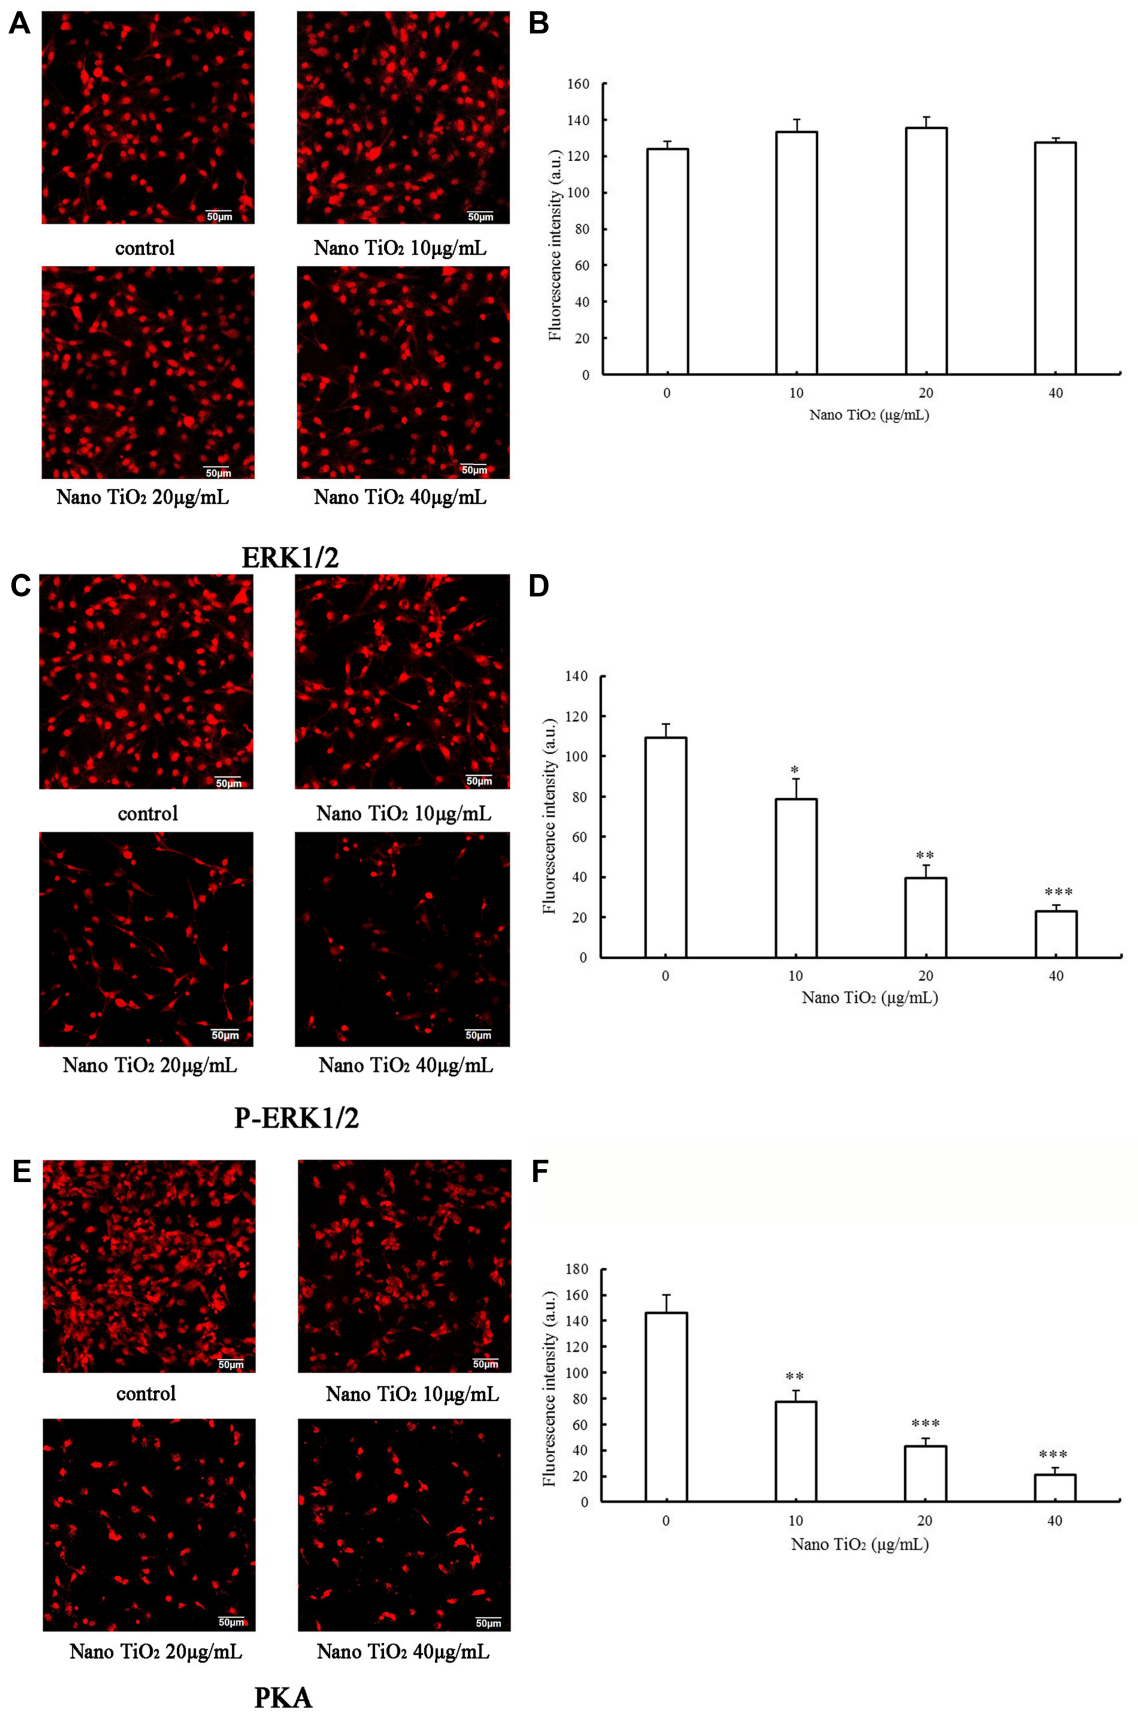 A
50µm
50µm
control
Nano TiO₂ 10µg/mL
50µm
50µm
Nano TiO₂ 20µg/mL
Nano TiO₂ 40µg/mL
ERK1/2
B
Fluorescence intensity (a.u.)
160
140
120
100
80
60
40
20
0
0 10 20 40
Nano TiO₂ (µg/mL)
C
50µm
50µm
control
Nano TiO₂ 10µg/mL
50µm
50µm
Nano TiO₂ 20µg/mL
Nano TiO₂ 40µg/mL
P-ERK1/2
D
Fluorescence intensity (a.u.)
140
120
100
80
60
40
20
0
*
**
***
0 10 20 40
Nano TiO₂ (µg/mL)
E
50µm
50µm
control
Nano TiO₂ 10µg/mL
50µm
50µm
Nano TiO₂ 20µg/mL
Nano TiO₂ 40µg/mL
PKA
F
Fluorescence intensity (a.u.)
180
160
140
120
100
80
60
40
20
0
**
***
***
0 10 20 40
Nano TiO₂ (µg/mL)